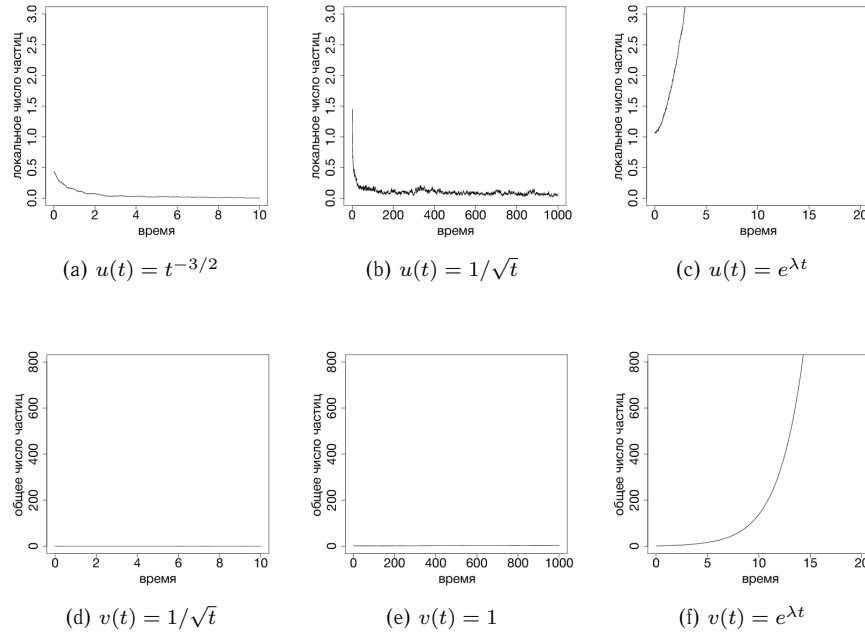 локальное число частиц
0.0 0.5 1.0 1.5 2.0 2.5 3.0
0 2 4 6 8 10
время
(a) u(t) = t^{−3/2}
локальное число частиц
0.0 0.5 1.0 1.5 2.0 2.5 3.0
0 200 400 600 800 1000
время
(b) u(t) = 1/√t
локальное число частиц
0.0 0.5 1.0 1.5 2.0 2.5 3.0
0 5 10 15 20
время
(c) u(t) = e^{λt}
общее число частиц
0 200 400 600 800
0 2 4 6 8 10
время
(d) v(t) = 1/√t
общее число частиц
0 200 400 600 800
0 200 400 600 800 1000
время
(e) v(t) = 1
общее число частиц
0 200 400 600 800
0 5 10 15 20
время
(f) v(t) = e^{λt}